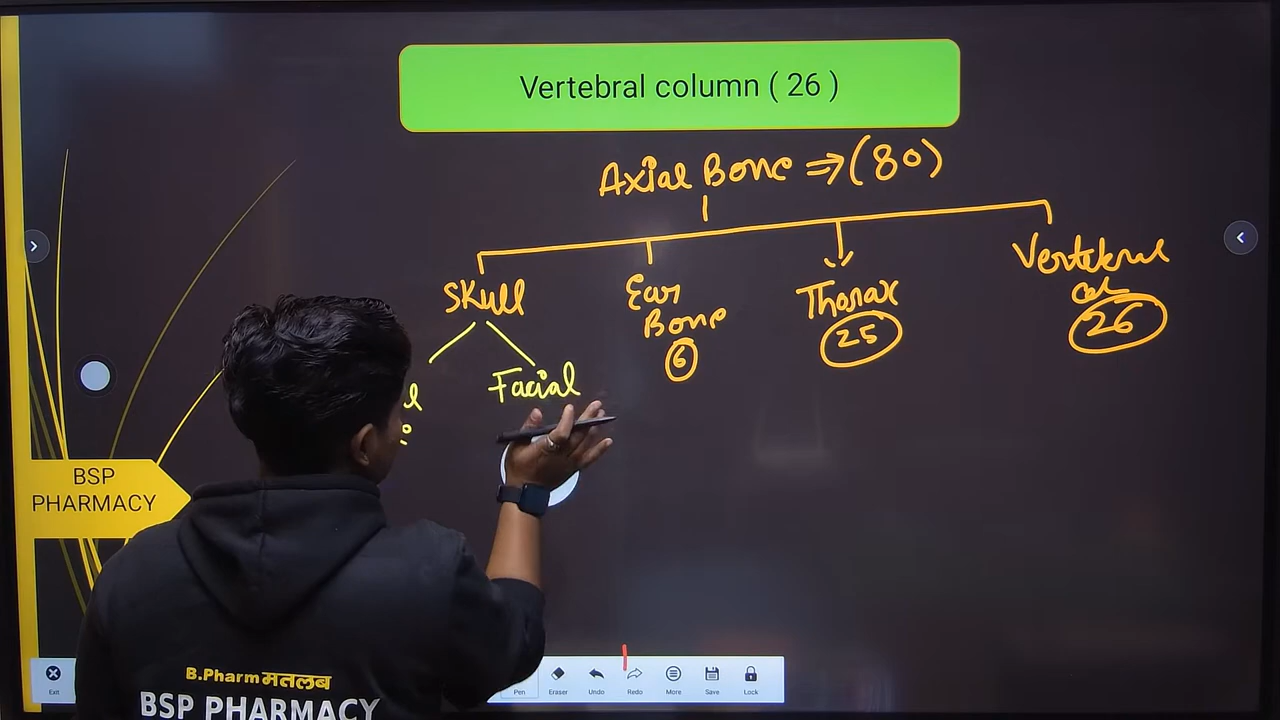 Vertebral column ( 26 )
Axial Bone ⇒ (80)
Skull
Ear
Bone
6
Thorax
25
Vertebral
col
26
Facial
BSP
PHARMACY
B.Pharm मतलब
BSP PHARMACY
Exit
Pen
Eraser
Undo
Redo
More
Save
Lock